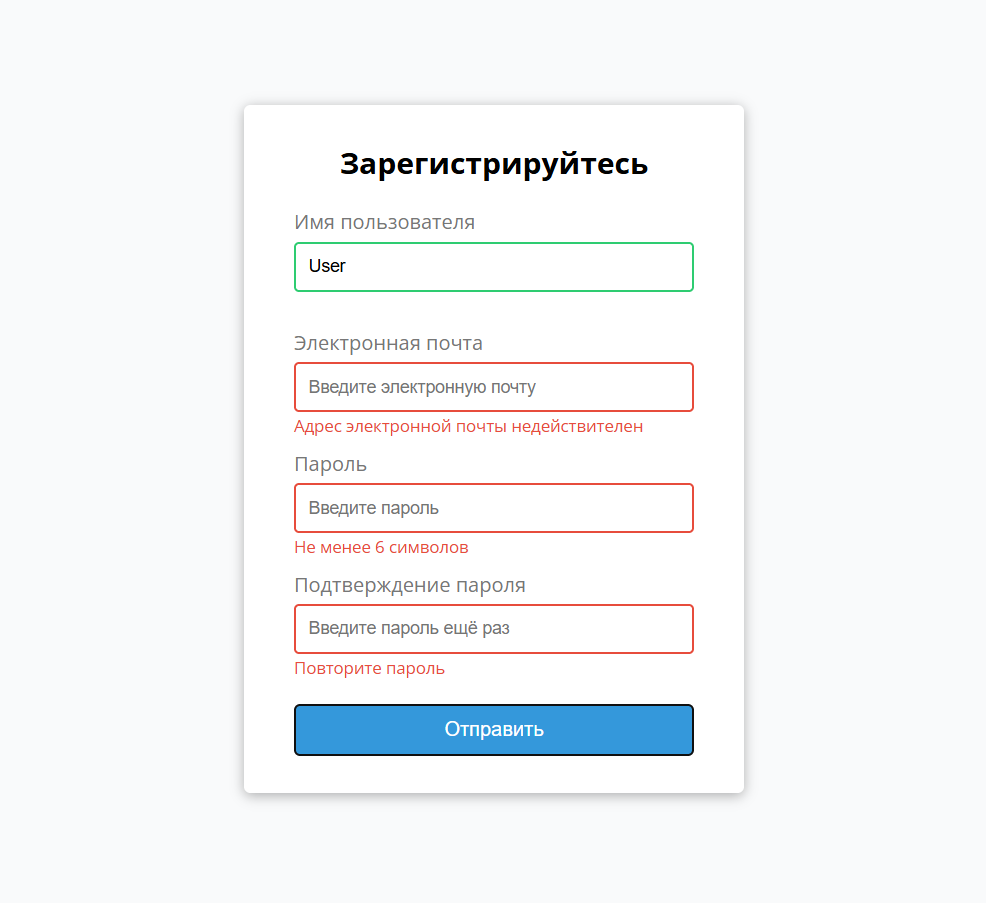 Зарегистрируйтесь
Имя пользователя
User
Электронная почта
Введите электронную почту
Адрес электронной почты недействителен
Пароль
Введите пароль
Не менее 6 символов
Подтверждение пароля
Введите пароль ещё раз
Повторите пароль
Отправить